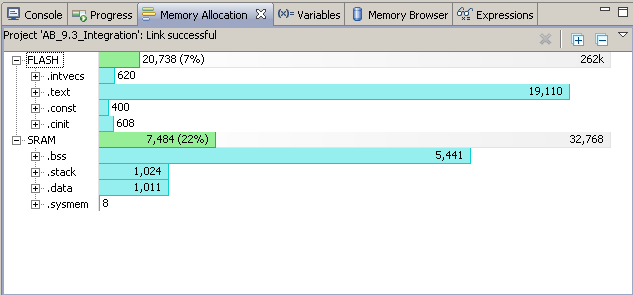 Console Progress Memory Allocation Variables Memory Browser Expressions
Project 'AB_9.3_Integration': Link successful
FLASH 20,738 (7%) 262k
.intvecs 620
.text 19,110
.const 400
.cinit 608
SRAM 7,484 (22%) 32,768
.bss 5,441
.stack 1,024
.data 1,011
.sysmem 8